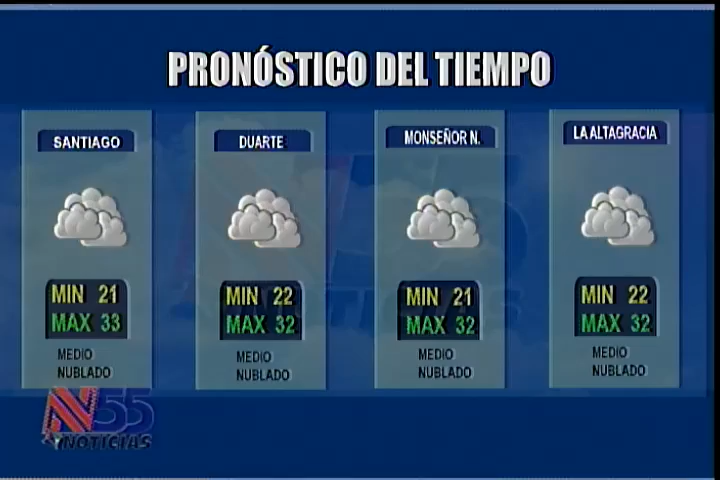 PRONÓSTICO DEL TIEMPO
SANTIAGO
MIN 21
MAX 33
MEDIO
NUBLADO
DUARTE
MIN 22
MAX 32
MEDIO
NUBLADO
MONSEÑOR N.
MIN 21
MAX 32
MEDIO
NUBLADO
LA ALTAGRACIA
MIN 22
MAX 32
MEDIO
NUBLADO
N55
NOTICIAS